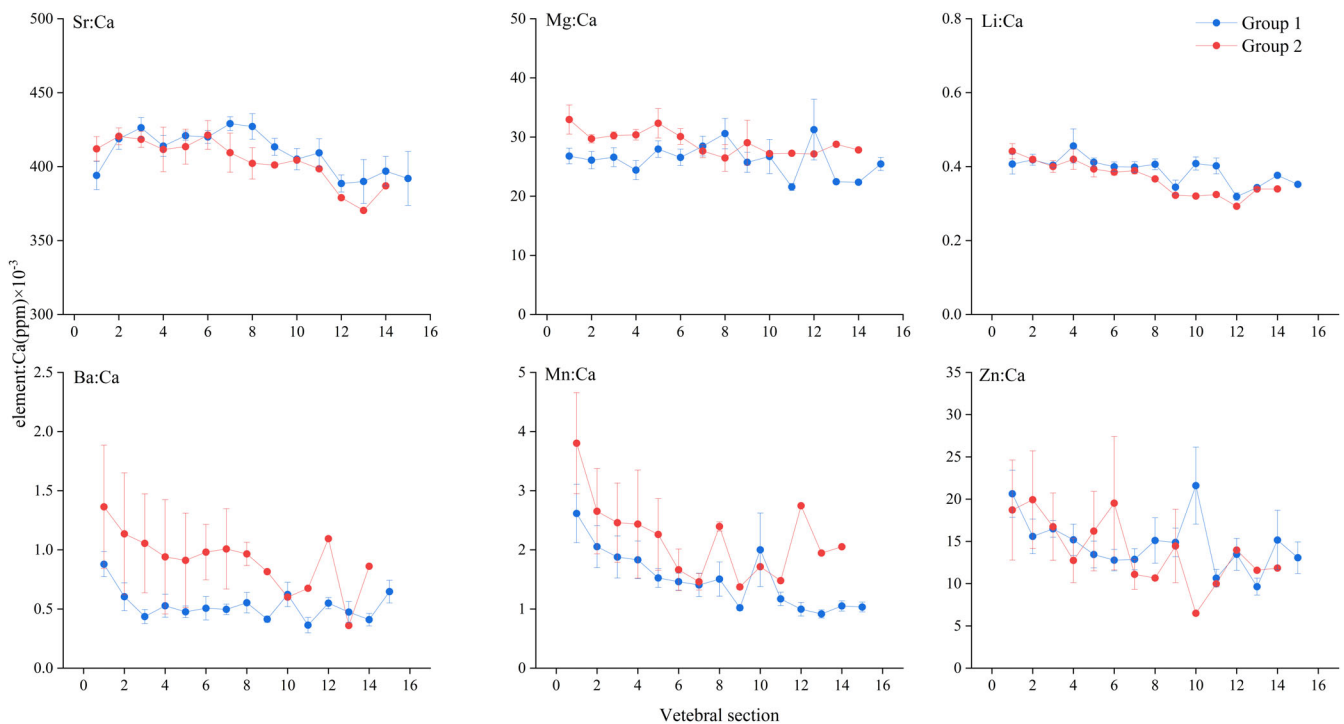 Sr:Ca
500
450
400
350
300
0 2 4 6 8 10 12 14 16
Mg:Ca
50
40
30
20
10
0
0 2 4 6 8 10 12 14 16
Li:Ca
Group 1
Group 2
0.8
0.6
0.4
0.2
0.0
0 2 4 6 8 10 12 14 16
element:Ca(ppm)×10⁻³
Ba:Ca
2.5
2.0
1.5
1.0
0.5
0.0
0 2 4 6 8 10 12 14 16
Mn:Ca
5
4
3
2
1
0
0 2 4 6 8 10 12 14 16
Zn:Ca
35
30
25
20
15
10
5
0
0 2 4 6 8 10 12 14 16
Vetebral section